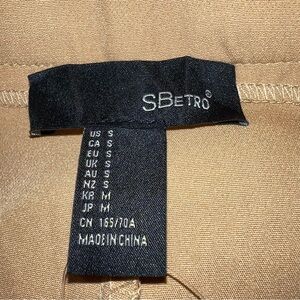 SBETRO®
US S
CA S
EU S
UK S
AU S
NZ S
KR M
JP M
CN 165/70A
MADE IN CHINA